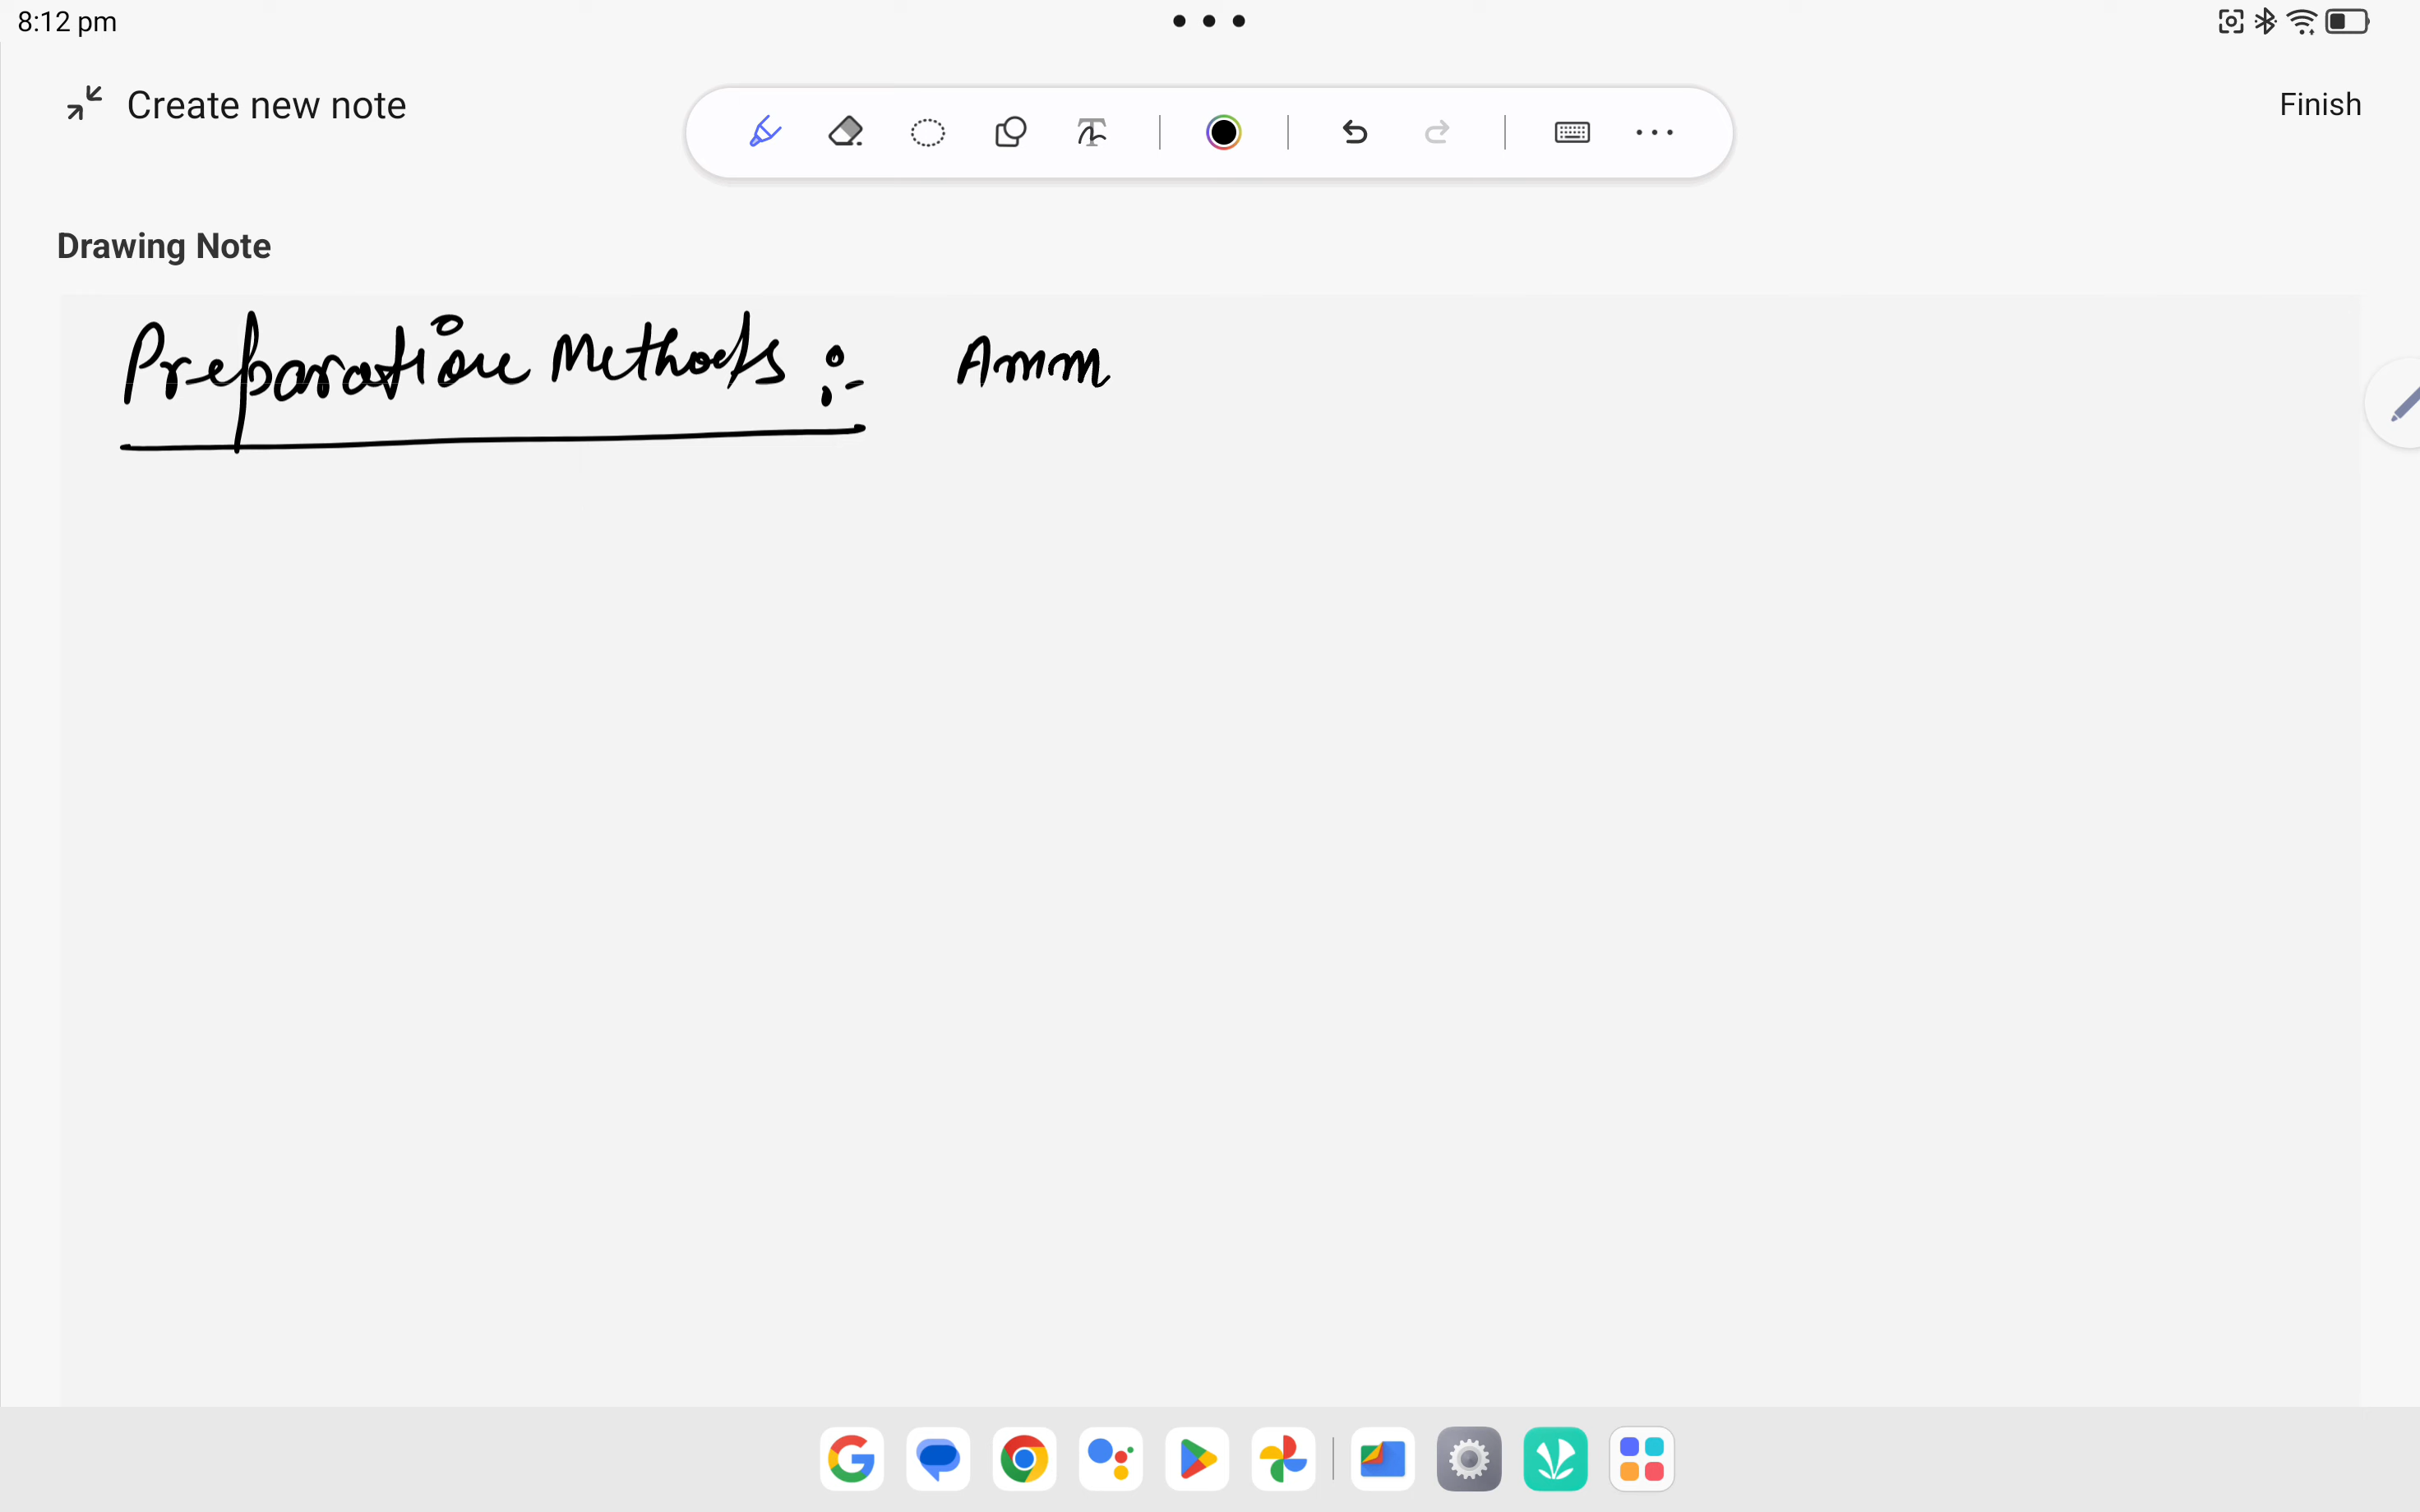 8:12 pm
Create new note
Finish
Drawing Note
Preparation Methods :- Amm